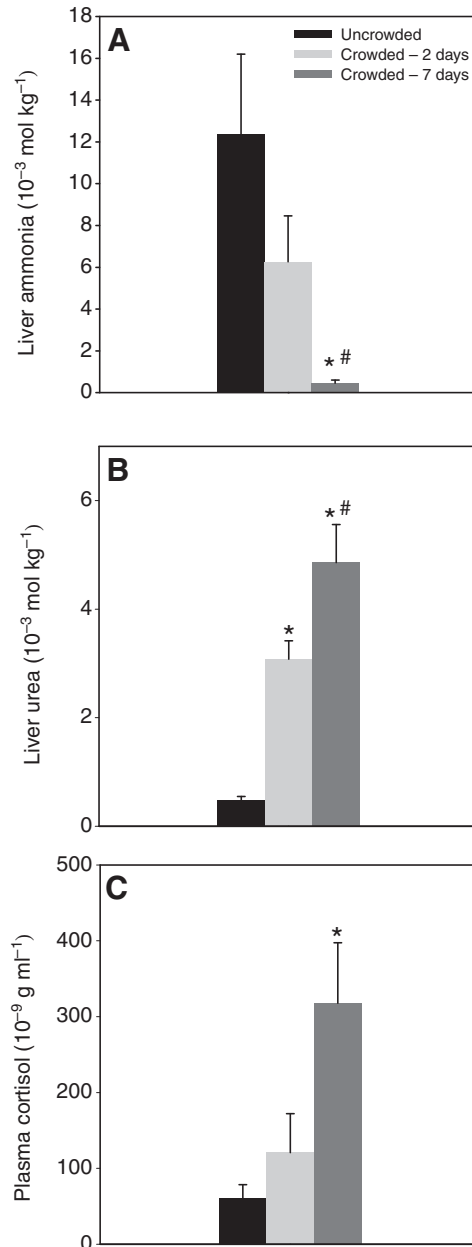 A
Uncrowded
Crowded – 2 days
Crowded – 7 days
18
16
14
12
10
8
6
4
2
0
Liver ammonia (10⁻³ mol kg⁻¹)
* #
B
6
4
2
0
Liver urea (10⁻³ mol kg⁻¹)
*
* #
C
500
400
300
200
100
0
Plasma cortisol (10⁻⁹ g ml⁻¹)
*